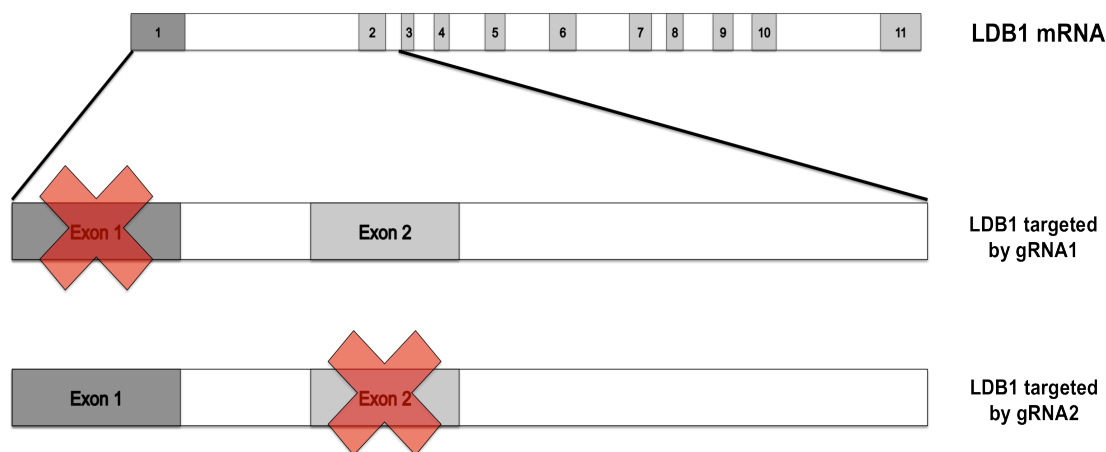 1 2 3 4 5 6 7 8 9 10 11 LDB1 mRNA
Exon 1 Exon 2 LDB1 targeted
by gRNA1
Exon 1 Exon 2 LDB1 targeted
by gRNA2